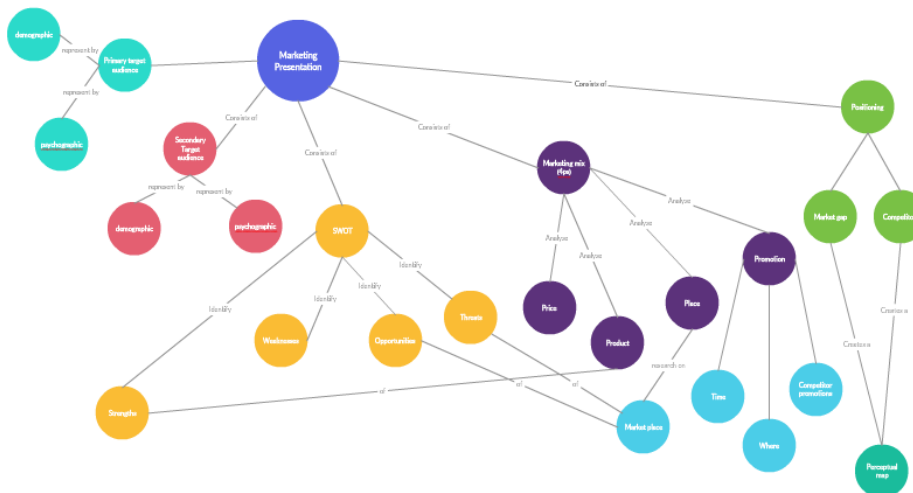 demographic
represent by
Primary target
audience
represent by
psychographic
Marketing
Presentation
Consists of
Secondary
Target
audience
represent by
represent by
demographic
psychographic
Consists of
SWOT
Identify
Identify
Identify
Identify
Strengths
Weaknesses
Opportunities
Threats
of
of
of
Consists of
Marketing mix
(4ps)
Analyze
Analyze
Analyze
Analyze
Price
Product
Place
Promotion
research on
Market place
Time
Where
Competitor
promotions
Consists of
Positioning
Market gap
Competitor
Creates a
Creates a
Perceptual
map